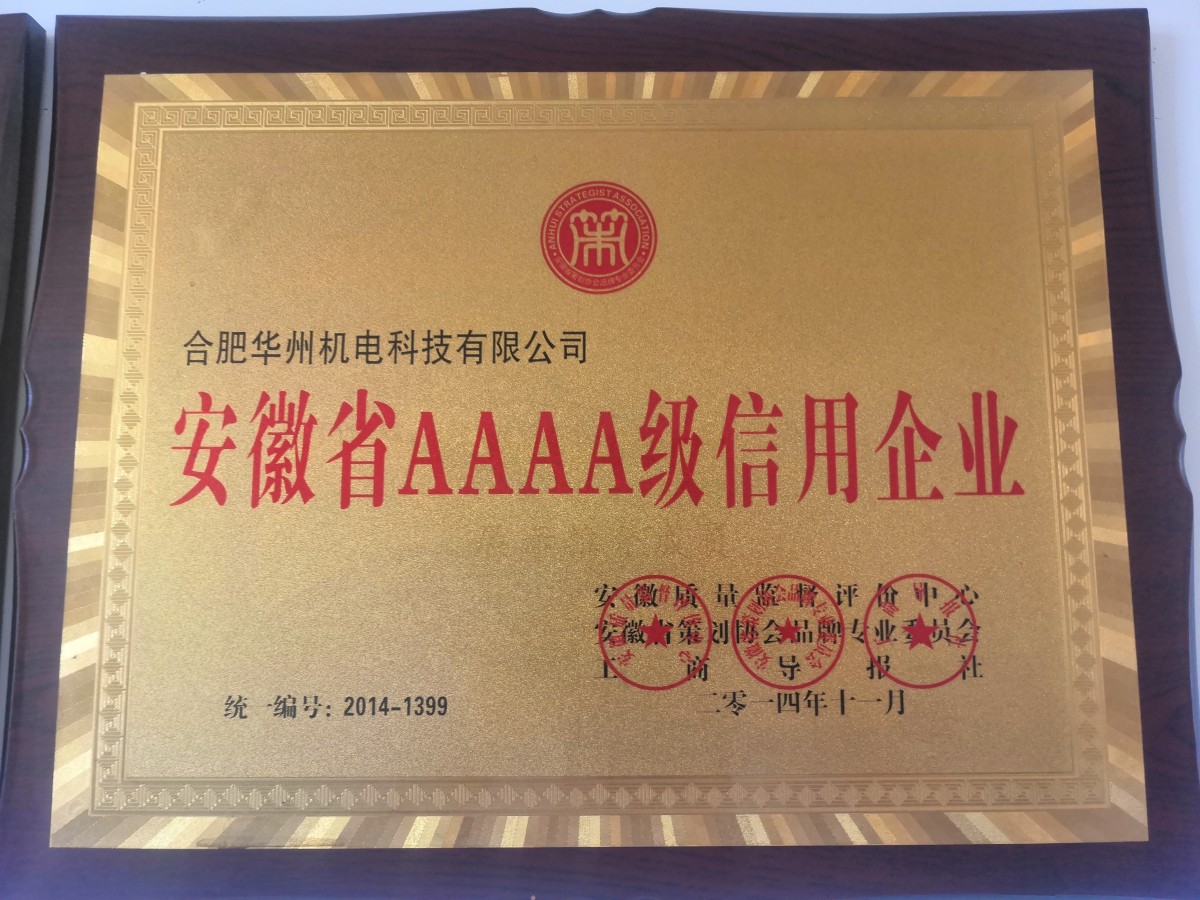 ANHUI STRATEGIST ASSOCIATION
合肥华州机电科技有限公司
安徽省AAAA级信用企业
安徽质量监督评价中心
安徽省策划协会品牌专业委员会
工商导报社
统一编号：2014-1399
二零一四年十一月